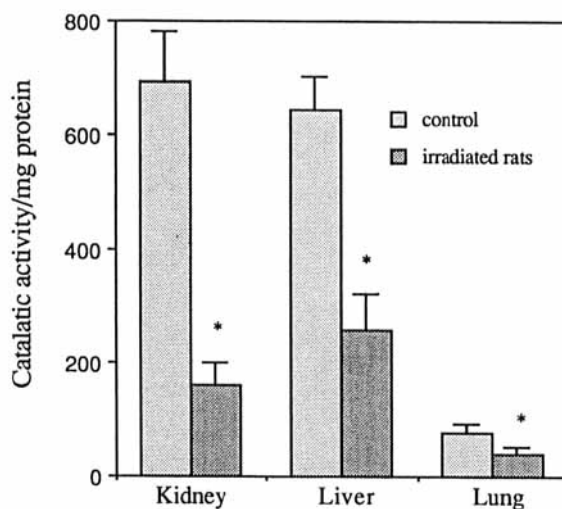 800
600
400
200
0
Catalatic activity/mg protein
control
irradiated rats
*
*
*
Kidney Liver Lung